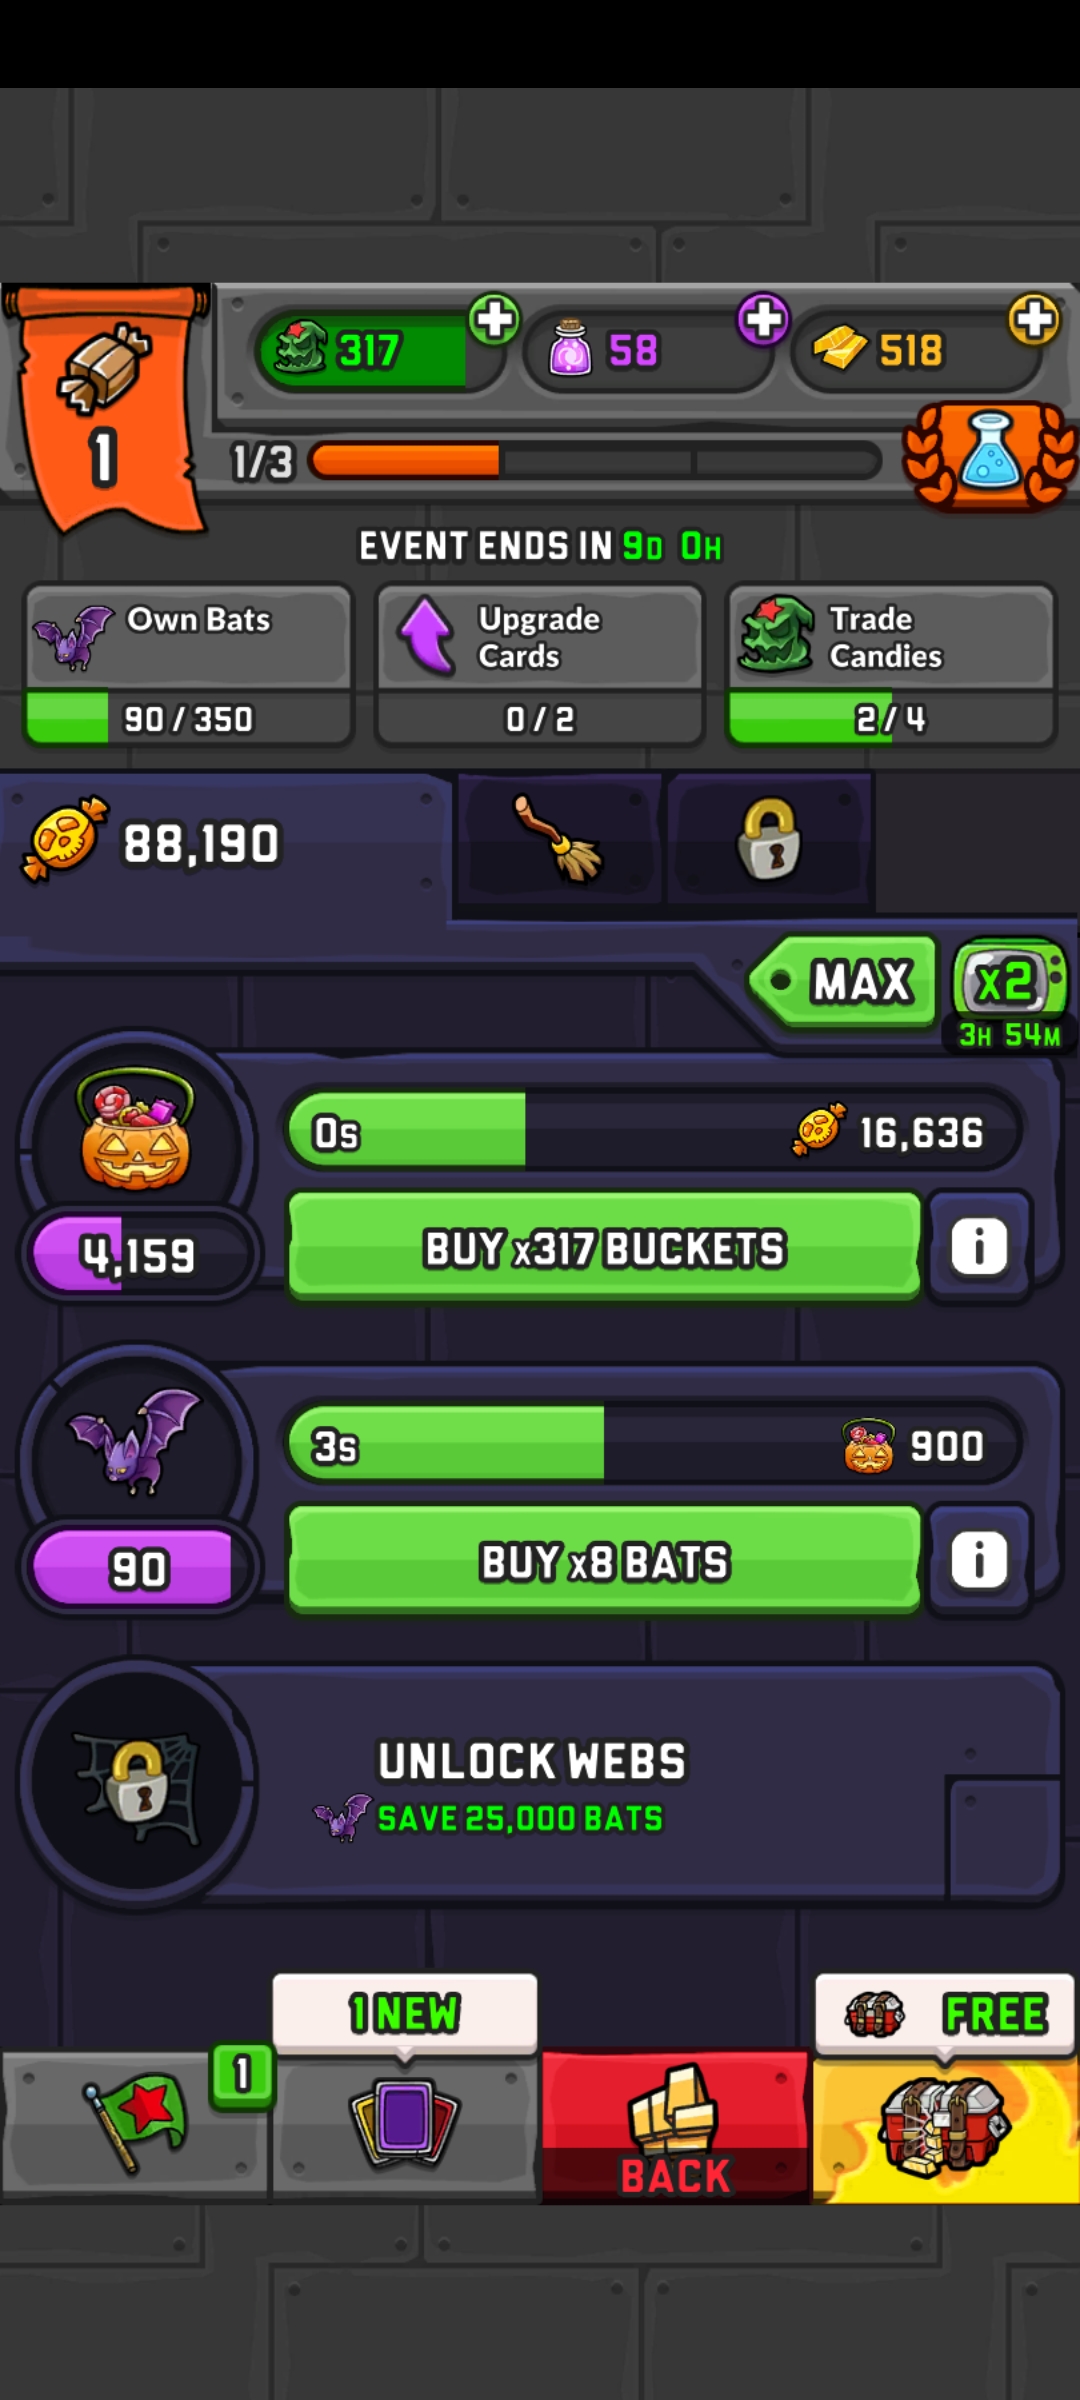 317
58
518
1
1/3
EVENT ENDS IN 9D 0H
Own Bats
90 / 350
Upgrade
Cards
0 / 2
Trade
Candies
2 / 4
88,190
MAX
x2
3H 54M
0s
16,636
4,159
BUY x317 BUCKETS
i
3s
900
90
BUY x8 BATS
i
UNLOCK WEBS
SAVE 25,000 BATS
1 NEW
FREE
1
BACK